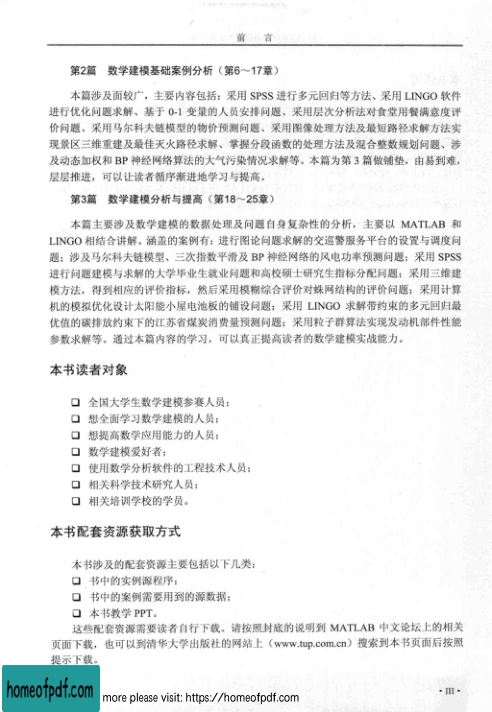 前　言
第2篇　数学建模基础案例分析（第6～17章）
本篇涉及面较广，主要内容包括：采用 SPSS 进行多元回归等方法、采用 LINGO 软件
进行优化问题求解、基于 0-1 变量的人员安排问题、采用层次分析法对食堂用餐满意度评
价问题、采用马尔科夫链模型的物价预测问题、采用图像处理方法及最短路径求解方法实
现景区三维重建及最佳灭火路径求解、掌握分段函数的处理方法及混合整数规划问题、涉
及动态加权和 BP 神经网络算法的大气污染情况求解等。本篇为第 3 篇做铺垫，由易到难，
层层推进，可以让读者循序渐进地学习与提高。
第3篇　数学建模分析与提高（第18～25章）
本篇主要涉及数学建模的数据处理及问题自身复杂性的分析，主要以 MATLAB 和
LINGO 相结合讲解。涵盖的案例有：进行图论问题求解的交巡警服务平台的设置与调度问
题；涉及马尔科夫链模型、三次指数平滑及 BP 神经网络的风电功率预测问题；采用 SPSS
进行问题建模与求解的大学毕业生就业问题和高校硕士研究生指标分配问题；采用三维建
模方法，得到相应的评价指标，然后采用模糊综合评价对蛛网结构的评价问题；采用计算
机的模拟优化设计太阳能小屋电池板的铺设问题；采用 LINGO 求解带约束的多元回归最
优值的碳排放约束下的江苏省煤炭消费量预测问题；采用粒子群算法实现发动机部件性能
参数求解等。通过本篇内容的学习，可以真正提高读者的数学建模实战能力。
本书读者对象
❑ 全国大学生数学建模参赛人员；
❑ 想全面学习数学建模的人员；
❑ 想提高数学应用能力的人员；
❑ 数学建模爱好者；
❑ 使用数学分析软件的工程技术人员；
❑ 相关科学技术研究人员；
❑ 相关培训学校的学员。
本书配套资源获取方式
本书涉及的配套资源主要包括以下几类：
❑ 书中的实例源程序；
❑ 书中的案例需要用到的源数据；
❑ 本书教学 PPT。
这些配套资源需要读者自行下载。请按照封底的说明到 MATLAB 中文论坛上的相关
页面下载，也可以到清华大学出版社的网站上（www.tup.com.cn）搜索到本书页面后按照
提示下载。
· III ·
homeofpdf.com
more please visit: https://homeofpdf.com